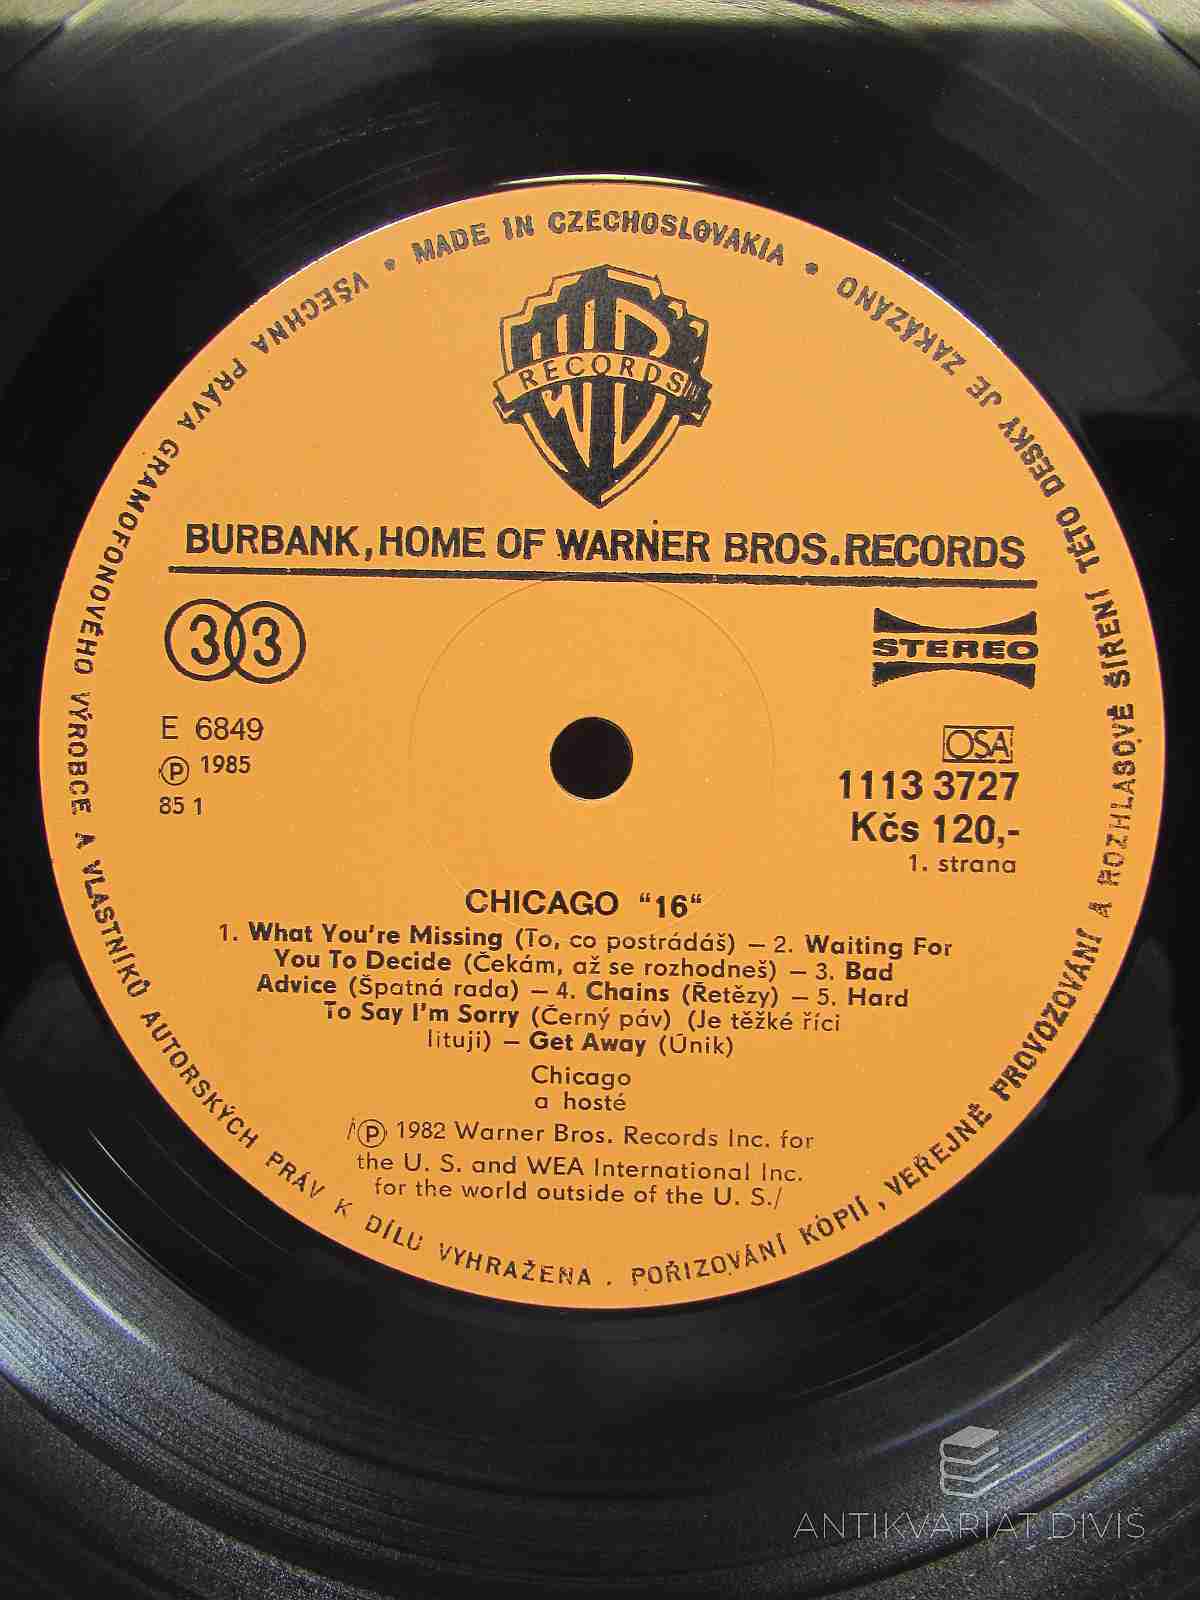 MADE IN CZECHOSLOVAKIA • VŠECHNA PRÁVA GRAMOFONOVÉHO VÝROBCE A VLASTNÍKŮ AUTORSKÝCH PRÁV K DÍLU VYHRAŽENA . POŘIZOVÁNÍ KÓPIÍ, VEŘEJNÉ PROVOZOVÁNÍ A ROZHLASOVÉ ŠÍŘENÍ TÉTO DESKY JE ZAKÁZÁNO •
WB
RECORDS
BURBANK, HOME OF WARNER BROS. RECORDS
33
STEREO
E 6849
Ⓟ 1985
85 1
OSA
1113 3727
Kčs 120,-
1. strana
CHICAGO "16"
1. What You're Missing (To, co postrádáš) — 2. Waiting For
You To Decide (Čekám, až se rozhodneš) — 3. Bad
Advice (Špatná rada) — 4. Chains (Řetězy) — 5. Hard
To Say I'm Sorry (Černý páv) (Je těžké říci
lituji) — Get Away (Únik)
Chicago
a hosté
/Ⓟ 1982 Warner Bros. Records Inc. for
the U. S. and WEA International Inc.
for the world outside of the U. S./
ANTIKVARIAT DIVIŠ